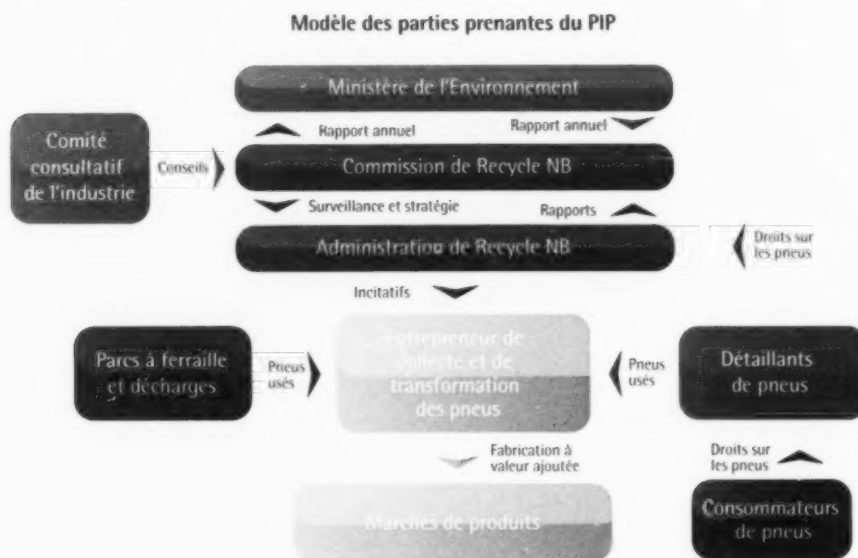 Modèle des parties prenantes du PIP
Ministère de l'Environnement
Rapport annuel
Rapport annuel
Comité
consultatif
de l'industrie
Conseils
Commission de Recycle NB
Surveillance et stratégie
Rapports
Administration de Recycle NB
Droits sur
les pneus
Incitatifs
Parcs à ferraille
et décharges
Pneus
usés
Entrepreneur de
collecte et de
transformation
des pneus
Pneus
usés
Détaillants
de pneus
Fabrication à
valeur ajoutée
Droits sur
les pneus
Marchés de produits
Consommateurs
de pneus